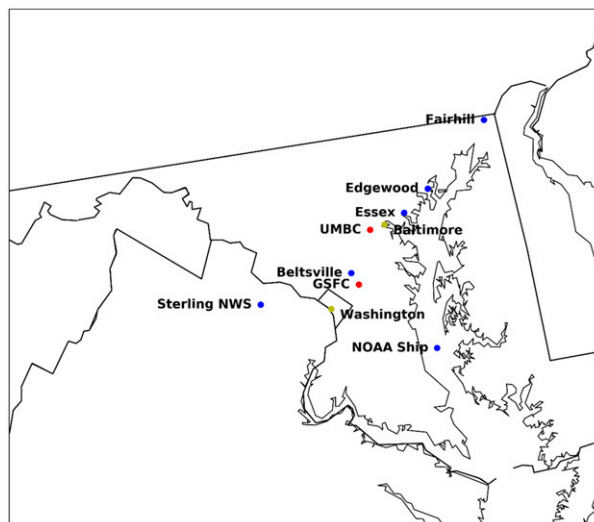 Fairhill
Edgewood
Essex
UMBC
Baltimore
Beltsville
GSFC
Sterling NWS
Washington
NOAA Ship